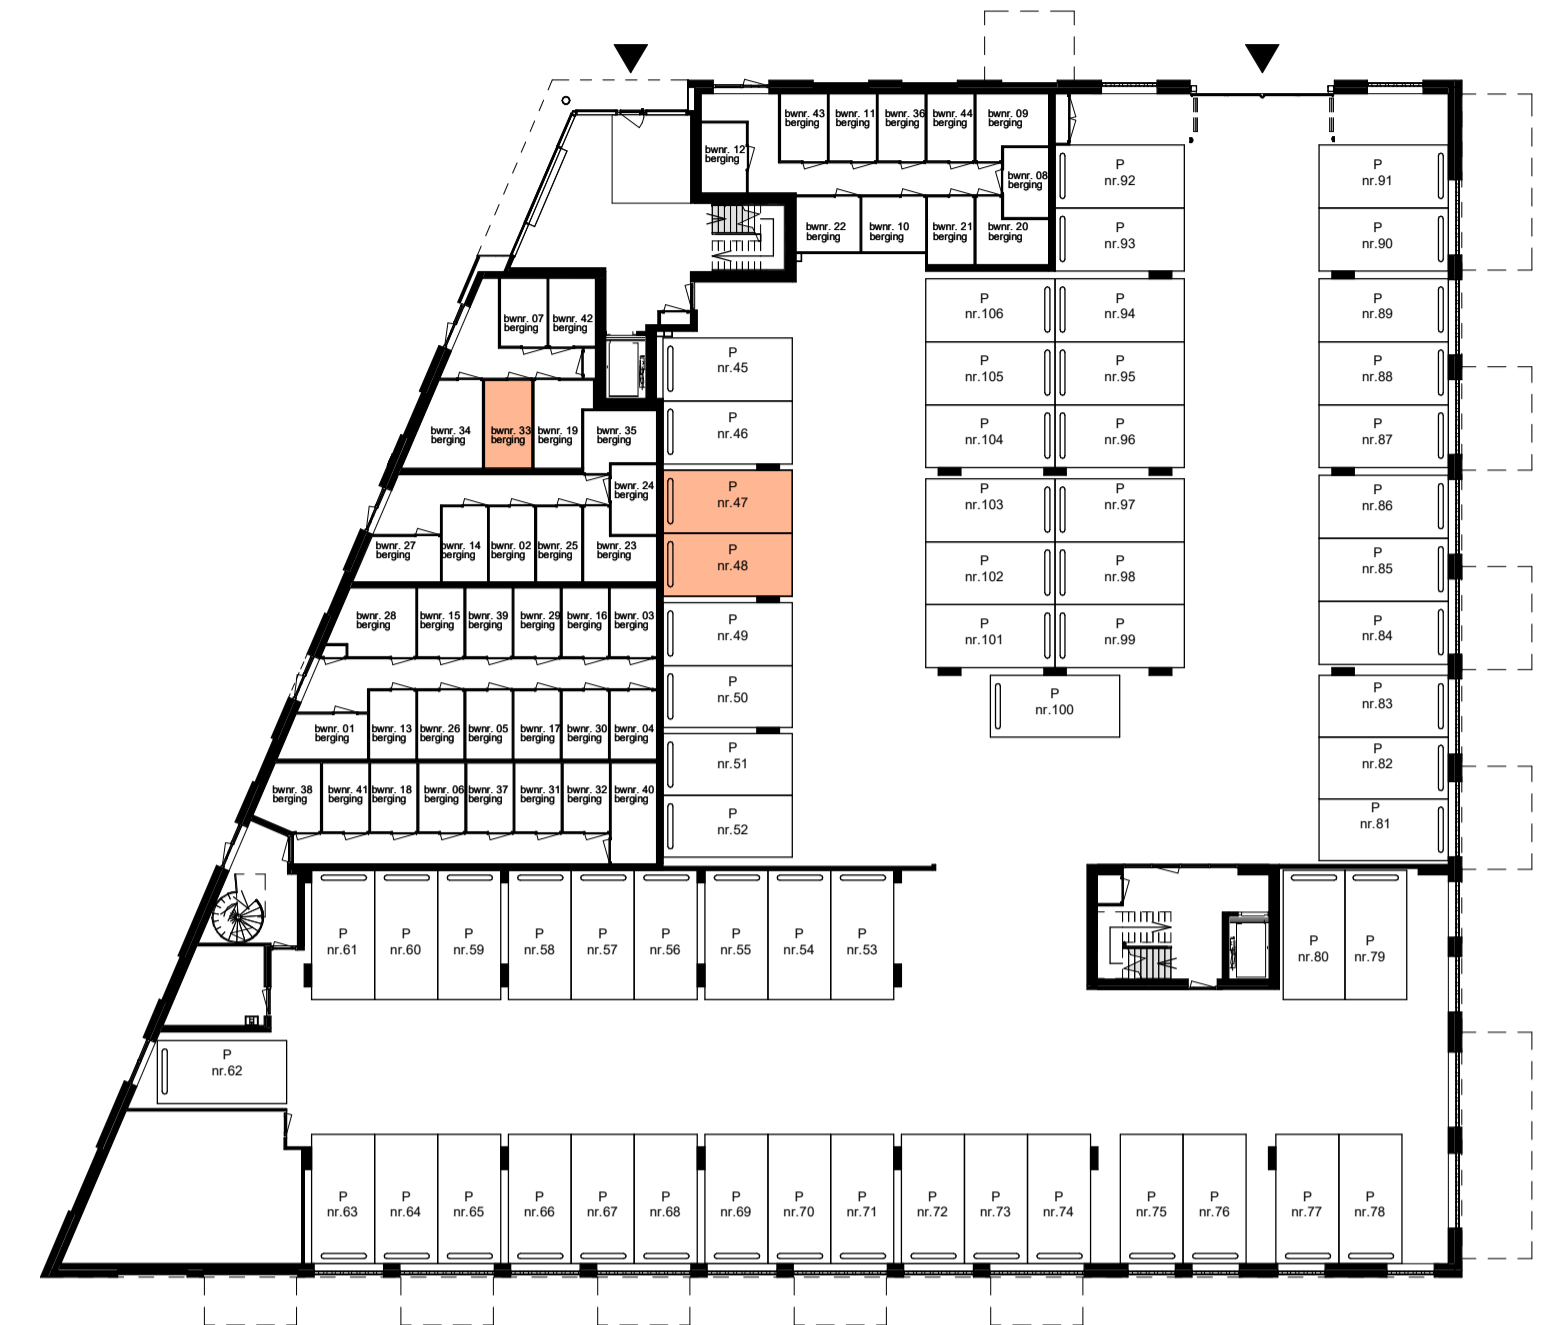 bwnr. 43
berging
bwnr. 11
berging
bwnr. 36
berging
bwnr. 44
berging
bwnr. 09
berging
bwnr. 12
berging
bwnr. 08
berging
bwnr. 22
berging
bwnr. 10
berging
bwnr. 21
berging
bwnr. 20
berging
P
nr.92
P
nr.93
P
nr.91
P
nr.90
bwnr. 07
berging
bwnr. 42
berging
bwnr. 34
berging
bwnr. 33
berging
bwnr. 19
berging
bwnr. 35
berging
bwnr. 24
berging
bwnr. 27
berging
bwnr. 14
berging
bwnr. 02
berging
bwnr. 25
berging
bwnr. 23
berging
bwnr. 28
berging
bwnr. 15
berging
bwnr. 39
berging
bwnr. 29
berging
bwnr. 16
berging
bwnr. 03
berging
bwnr. 01
berging
bwnr. 13
berging
bwnr. 26
berging
bwnr. 05
berging
bwnr. 17
berging
bwnr. 30
berging
bwnr. 04
berging
bwnr. 38
berging
bwnr. 41
berging
bwnr. 18
berging
bwnr. 06
berging
bwnr. 37
berging
bwnr. 31
berging
bwnr. 32
berging
bwnr. 40
berging
P
nr.45
P
nr.46
P
nr.47
P
nr.48
P
nr.49
P
nr.50
P
nr.51
P
nr.52
P
nr.106
P
nr.105
P
nr.104
P
nr.103
P
nr.102
P
nr.101
P
nr.94
P
nr.95
P
nr.96
P
nr.97
P
nr.98
P
nr.99
P
nr.100
P
nr.89
P
nr.88
P
nr.87
P
nr.86
P
nr.85
P
nr.84
P
nr.83
P
nr.82
P
nr.81
P
nr.61
P
nr.60
P
nr.59
P
nr.58
P
nr.57
P
nr.56
P
nr.55
P
nr.54
P
nr.53
P
nr.80
P
nr.79
P
nr.62
P
nr.63
P
nr.64
P
nr.65
P
nr.66
P
nr.67
P
nr.68
P
nr.69
P
nr.70
P
nr.71
P
nr.72
P
nr.73
P
nr.74
P
nr.75
P
nr.76
P
nr.77
P
nr.78